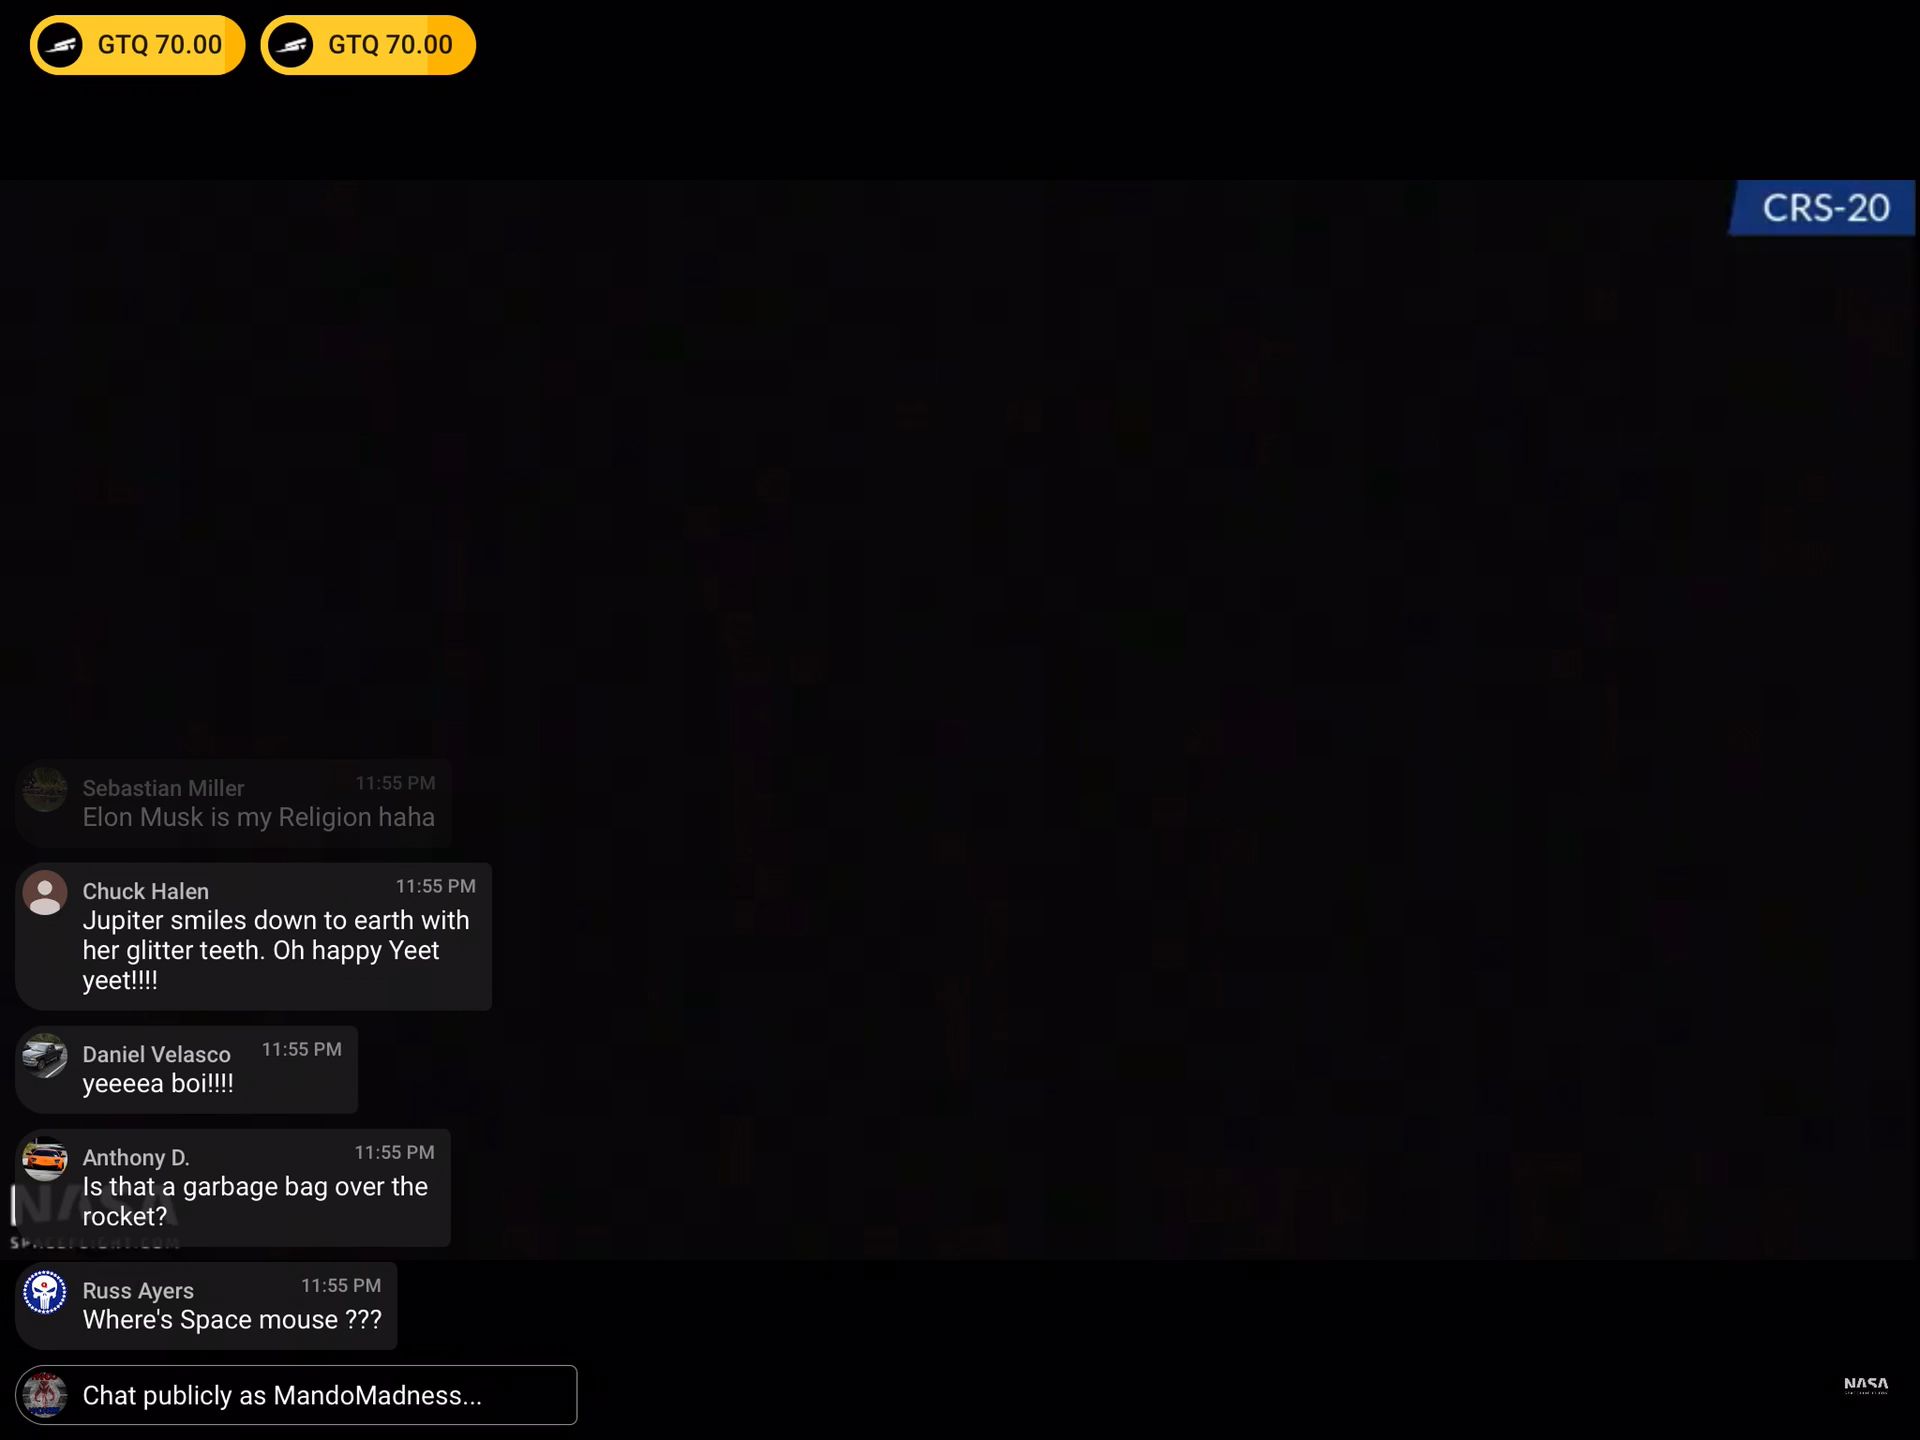 GTQ 70.00
GTQ 70.00
CRS-20
Sebastian Miller 11:55 PM
Elon Musk is my Religion haha
Chuck Halen 11:55 PM
Jupiter smiles down to earth with
her glitter teeth. Oh happy Yeet
yeet!!!!
Daniel Velasco 11:55 PM
yeeeea boi!!!!
Anthony D. 11:55 PM
Is that a garbage bag over the
rocket?
NASA
SPACEFLIGHT.COM
Russ Ayers 11:55 PM
Where's Space mouse ???
Chat publicly as MandoMadness...
NASA